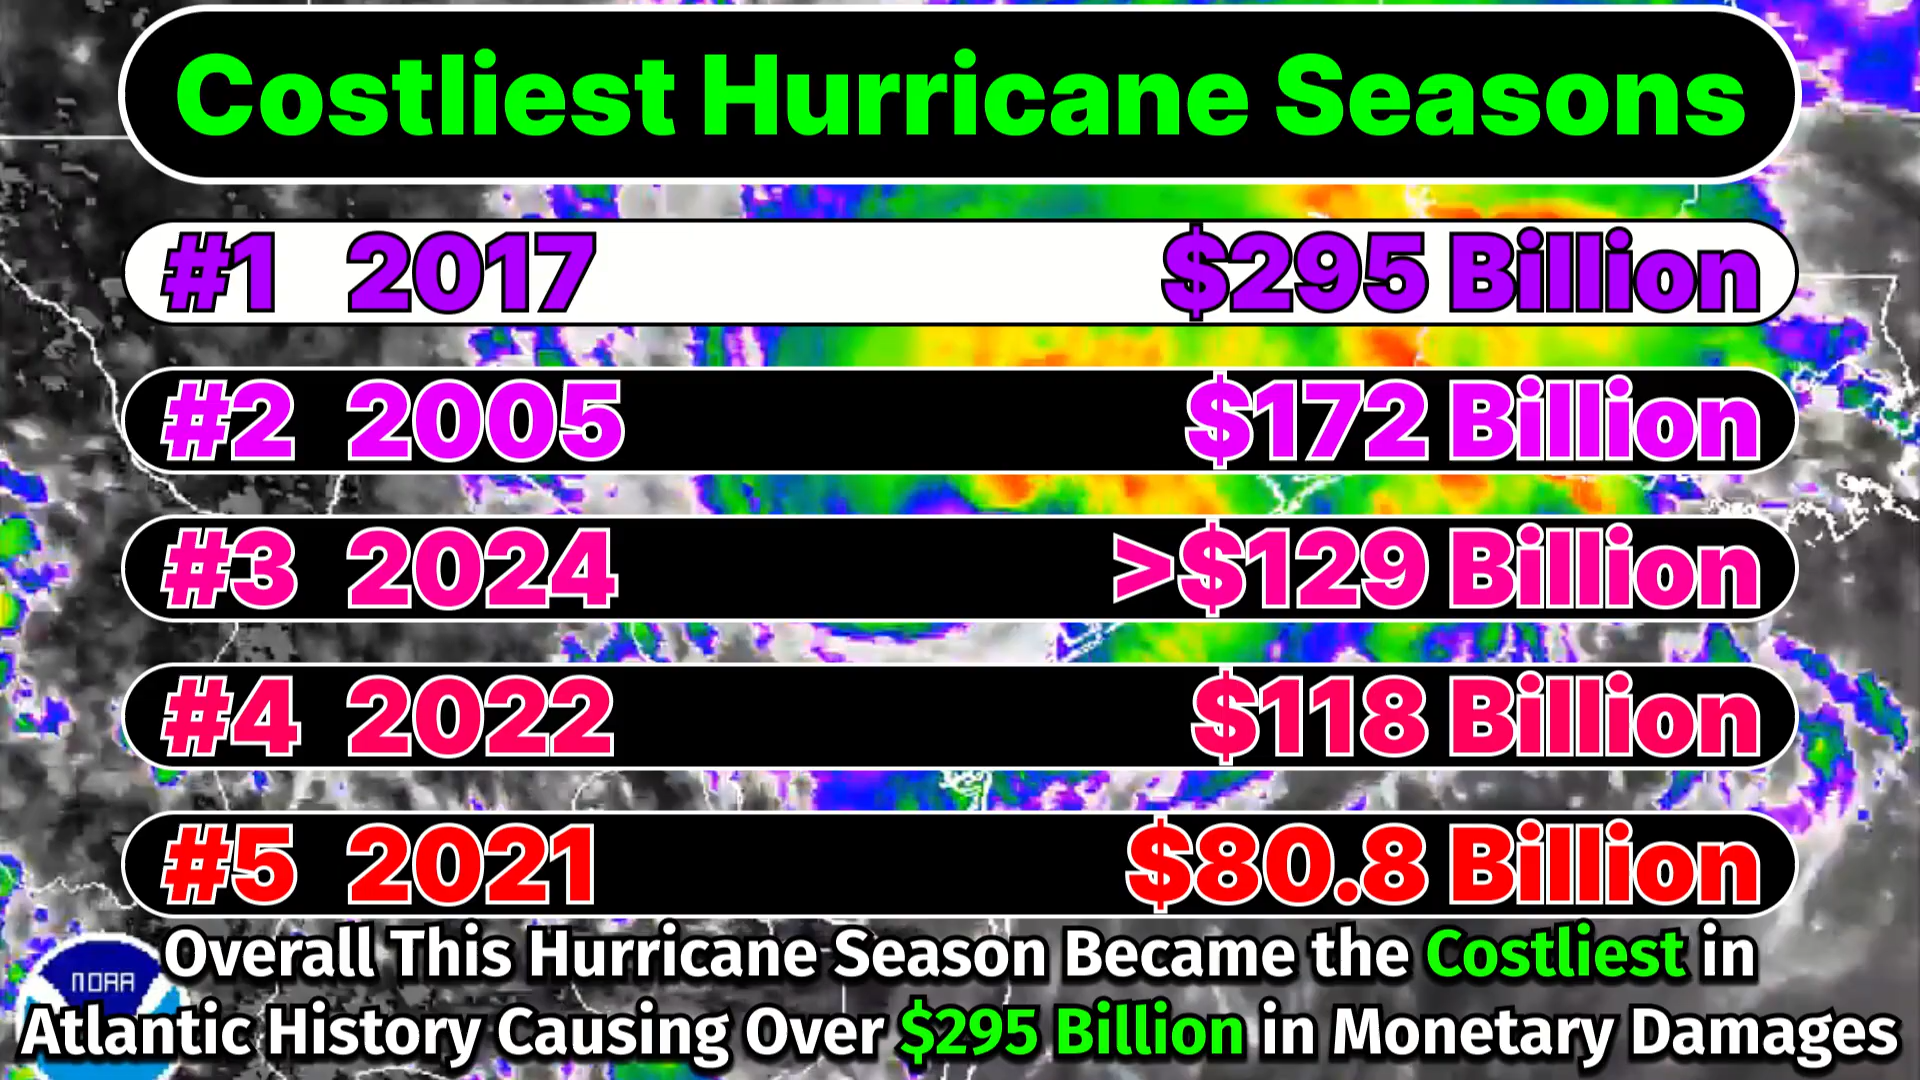 Costliest Hurricane Seasons
#1 2017 $295 Billion
#2 2005 $172 Billion
#3 2024 >$129 Billion
#4 2022 $118 Billion
#5 2021 $80.8 Billion
NOAA
Overall This Hurricane Season Became the Costliest in
Atlantic History Causing Over $295 Billion in Monetary Damages